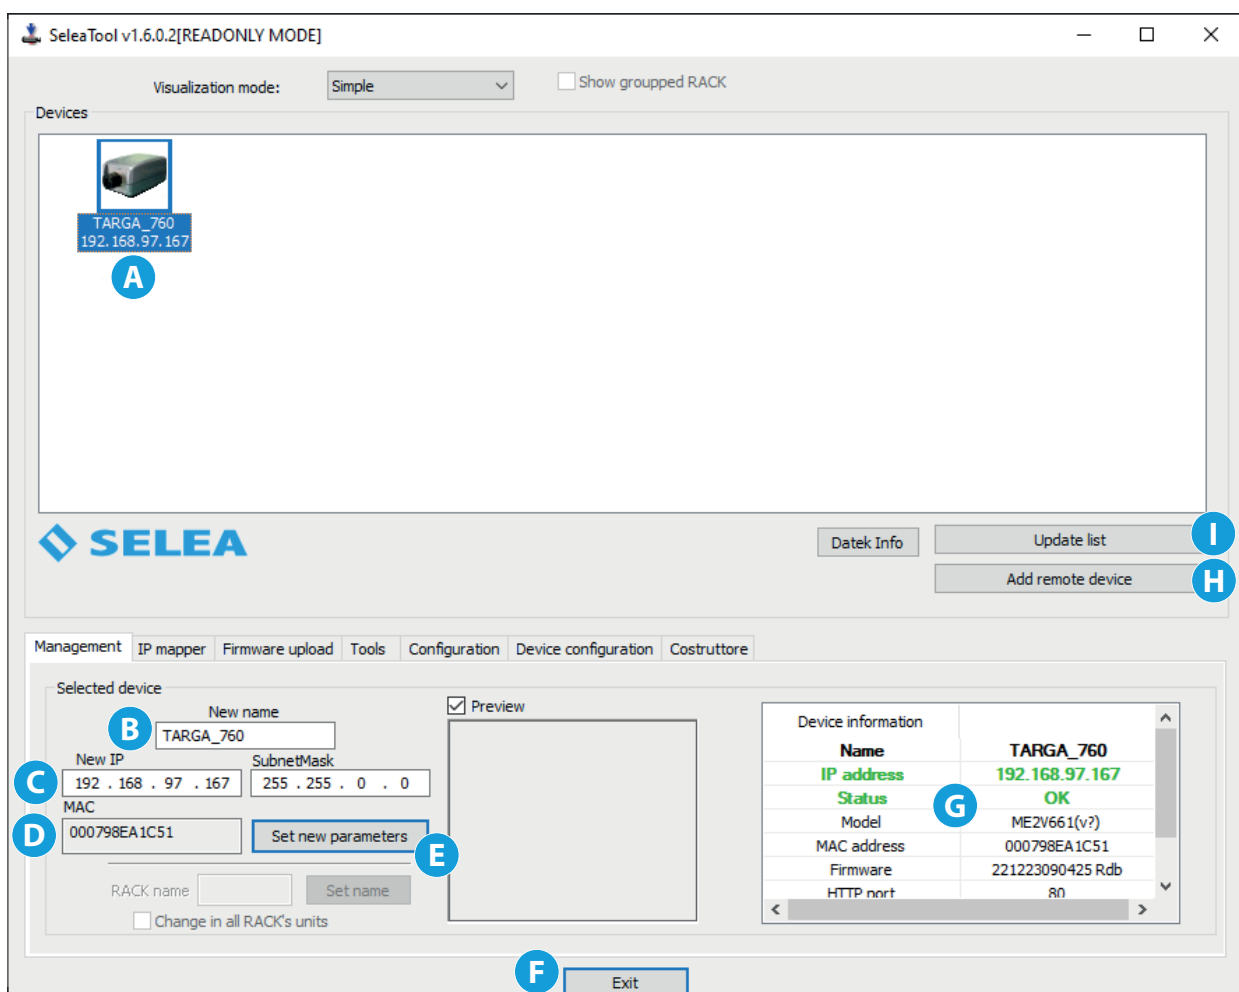 SeleaTool v1.6.0.2[READONLY MODE]
Visualization mode: Simple Show groupped RACK
Devices
TARGA_760
192.168.97.167
A
SELEA
Datek Info Update list I
Add remote device H
Management IP mapper Firmware upload Tools Configuration Device configuration Costruttore
Selected device
New name
B TARGA_760
New IP SubnetMask
C 192 . 168 . 97 . 167 255 . 255 . 0 . 0
MAC
D 000798EA1C51 Set new parameters E
RACK name Set name
Change in all RACK's units
Preview
Device information
Name TARGA_760
IP address 192.168.97.167
Status G OK
Model ME2V661(v?)
MAC address 000798EA1C51
Firmware 221223090425 Rdb
HTTP port 80
F Exit